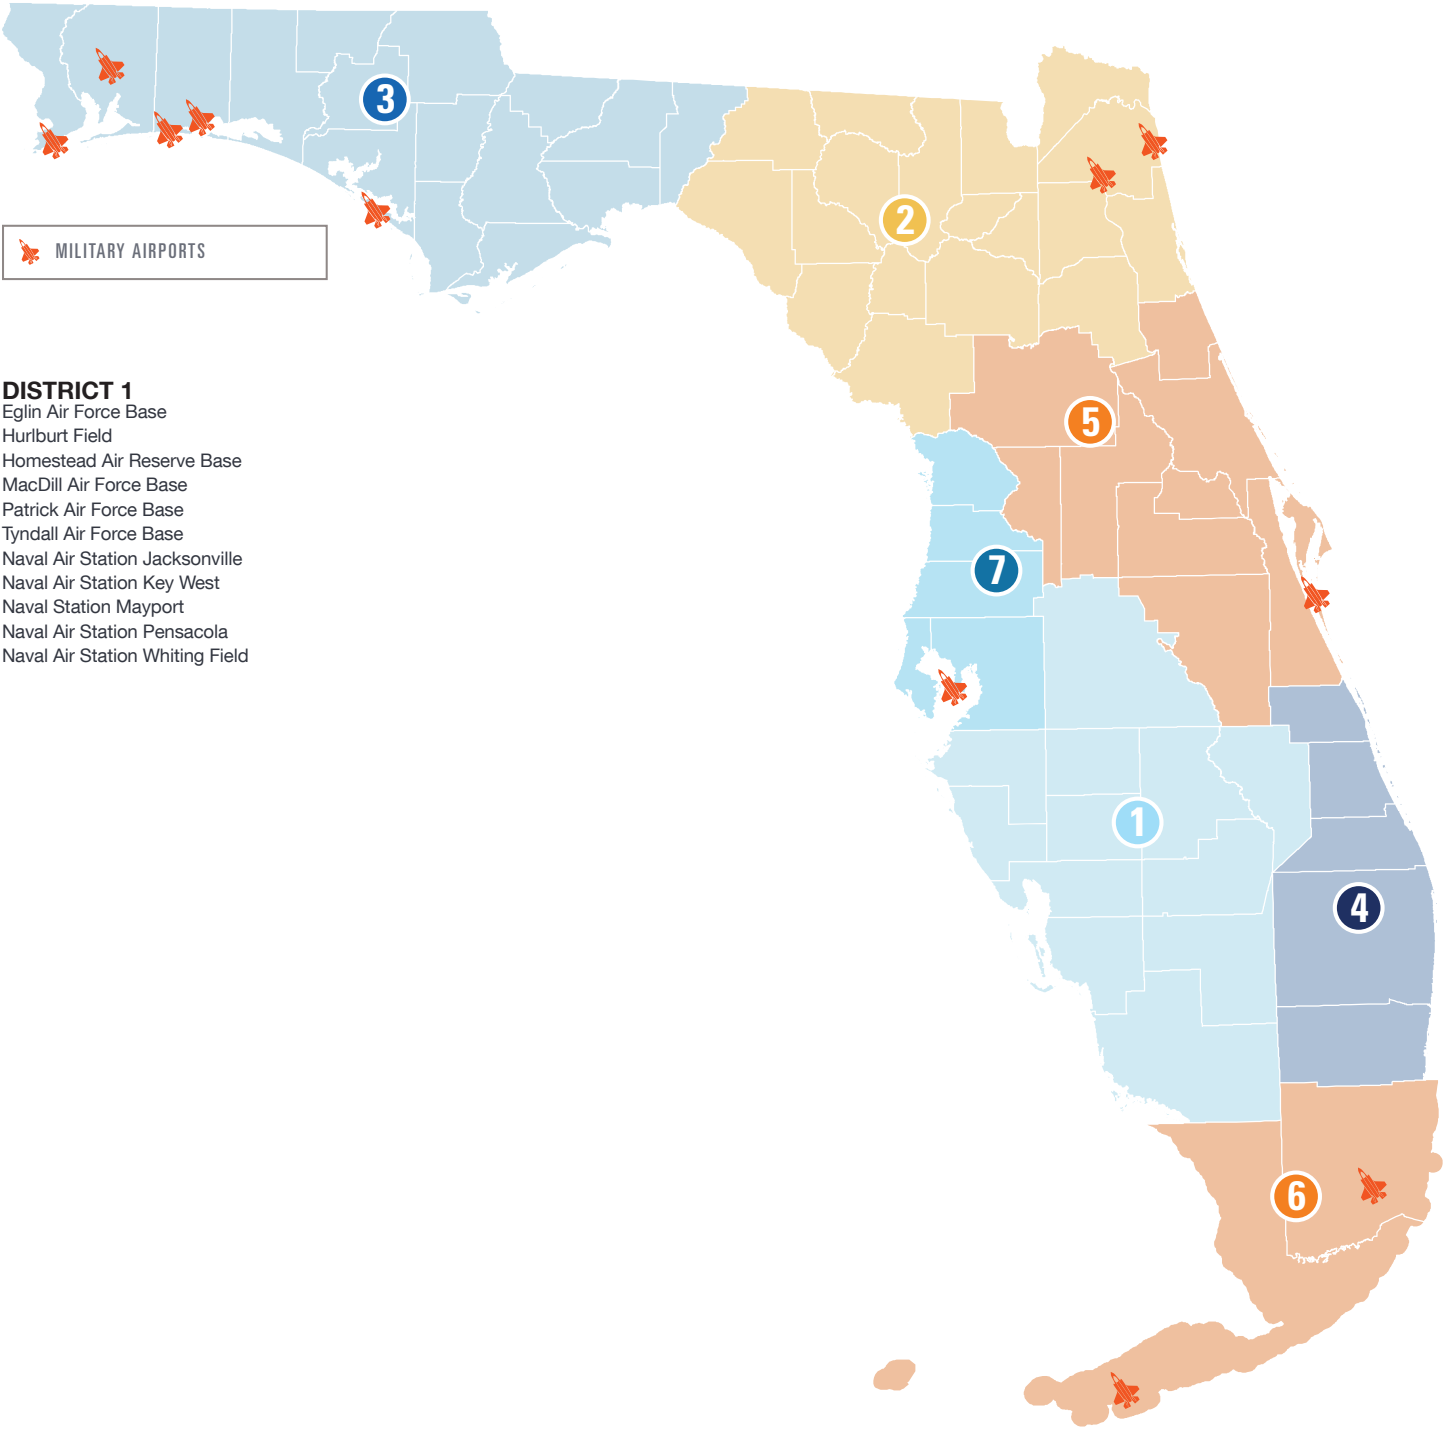 3
2
MILITARY AIRPORTS
DISTRICT 1
Eglin Air Force Base
Hurlburt Field
Homestead Air Reserve Base
MacDill Air Force Base
Patrick Air Force Base
Tyndall Air Force Base
Naval Air Station Jacksonville
Naval Air Station Key West
Naval Station Mayport
Naval Air Station Pensacola
Naval Air Station Whiting Field
5
7
1
4
6